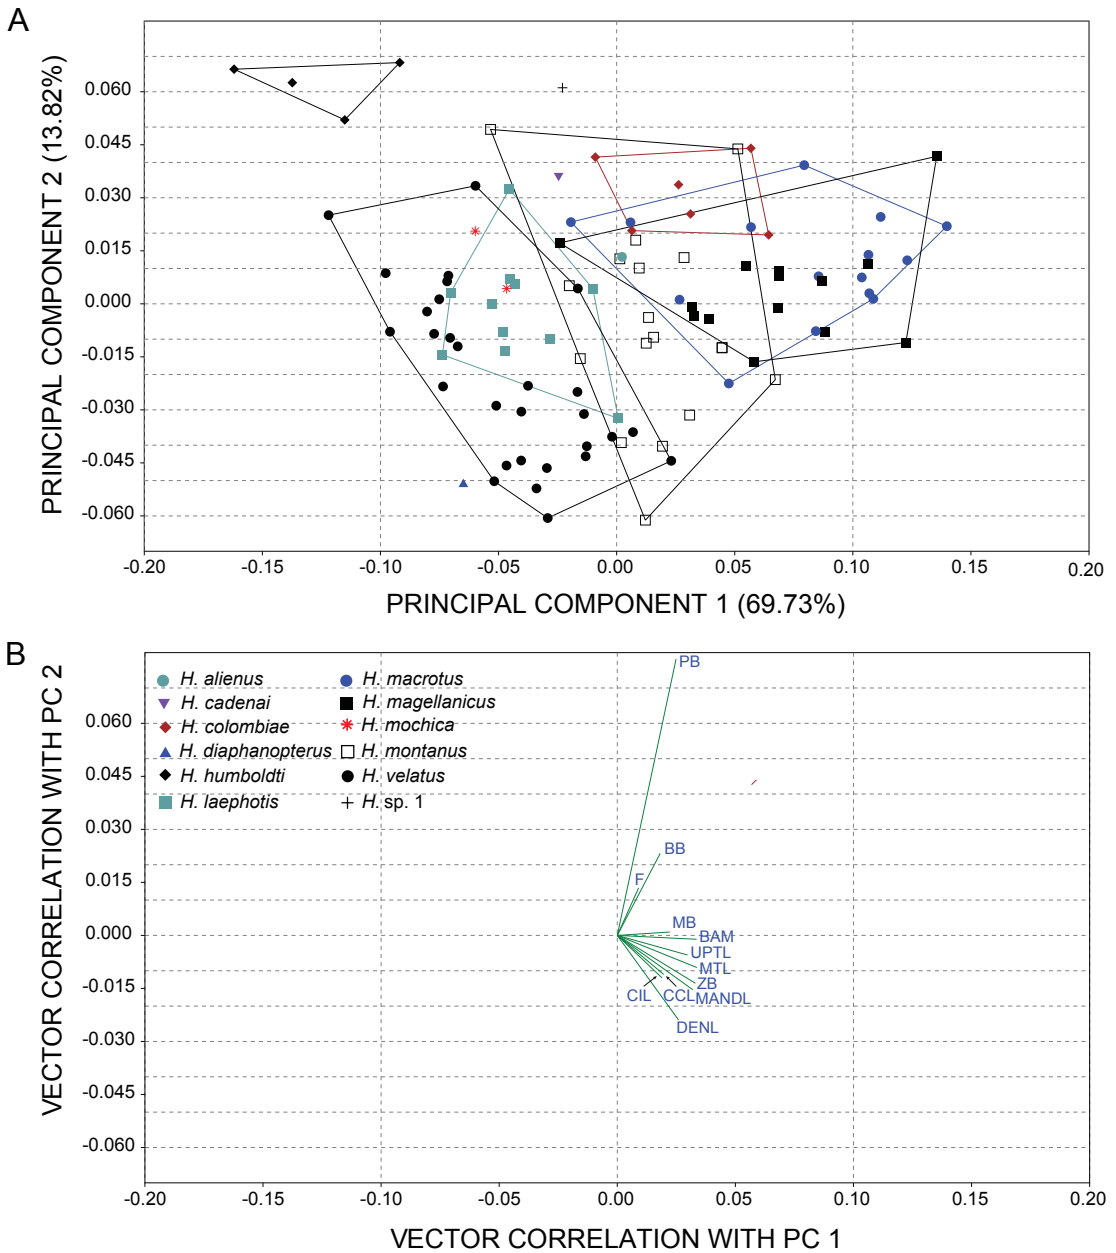 A
PRINCIPAL COMPONENT 2 (13.82%)
0.060
0.045
0.030
0.015
0.000
-0.015
-0.030
-0.045
-0.060
-0.20
-0.15
-0.10
-0.05
0.00
0.05
0.10
0.15
0.20
PRINCIPAL COMPONENT 1 (69.73%)
B
VECTOR CORRELATION WITH PC 2
0.060
0.045
0.030
0.015
0.000
-0.015
-0.030
-0.045
-0.060
H. alienus
H. cadenai
H. colombiae
H. diaphanopterus
H. humboldti
H. laephotis
H. macrotus
H. magellanicus
H. mochica
H. montanus
H. velatus
H. sp. 1
PB
BB
F
MB
BAM
UPTL
MTL
ZB
CIL
CCL
MANDL
DENL
-0.20
-0.15
-0.10
-0.05
0.00
0.05
0.10
0.15
0.20
VECTOR CORRELATION WITH PC 1